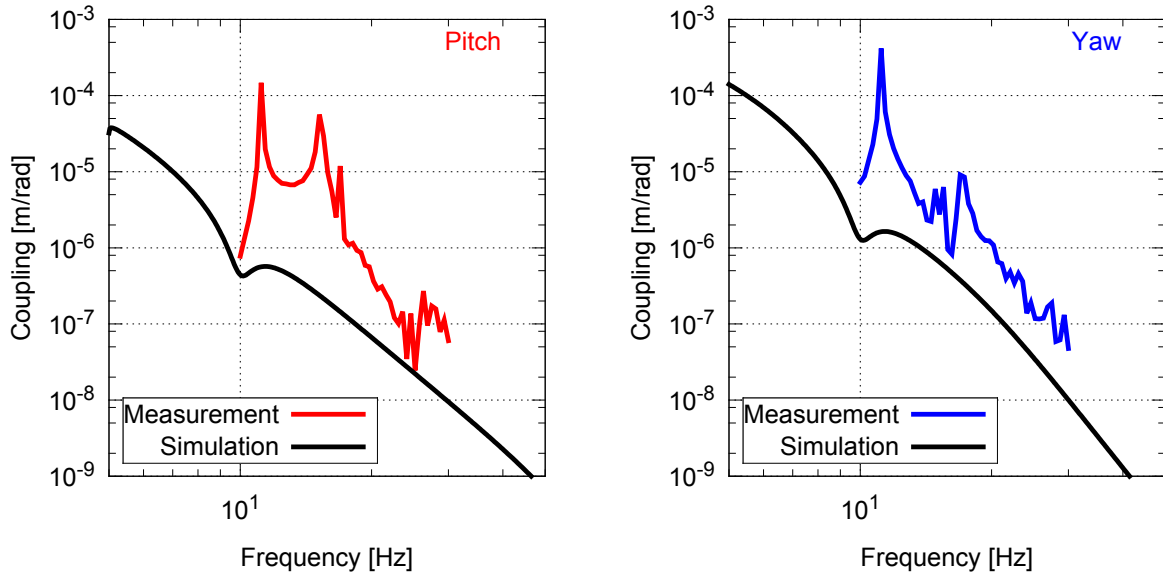 Pitch
Coupling [m/rad]
10^-3
10^-4
10^-5
10^-6
10^-7
10^-8
10^-9
Measurement
Simulation
10^1
Frequency [Hz]
Yaw
Coupling [m/rad]
10^-3
10^-4
10^-5
10^-6
10^-7
10^-8
10^-9
Measurement
Simulation
10^1
Frequency [Hz]